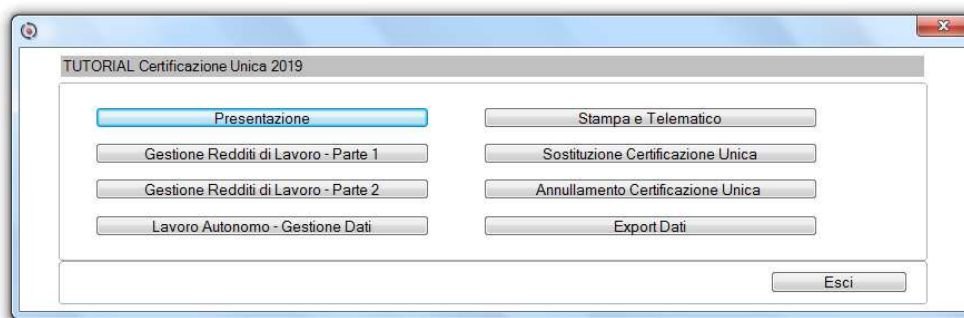 TUTORIAL Certificazione Unica 2019
Presentazione
Stampa e Telematico
Gestione Redditi di Lavoro - Parte 1
Sostituzione Certificazione Unica
Gestione Redditi di Lavoro - Parte 2
Annullamento Certificazione Unica
Lavoro Autonomo - Gestione Dati
Export Dati
Esci